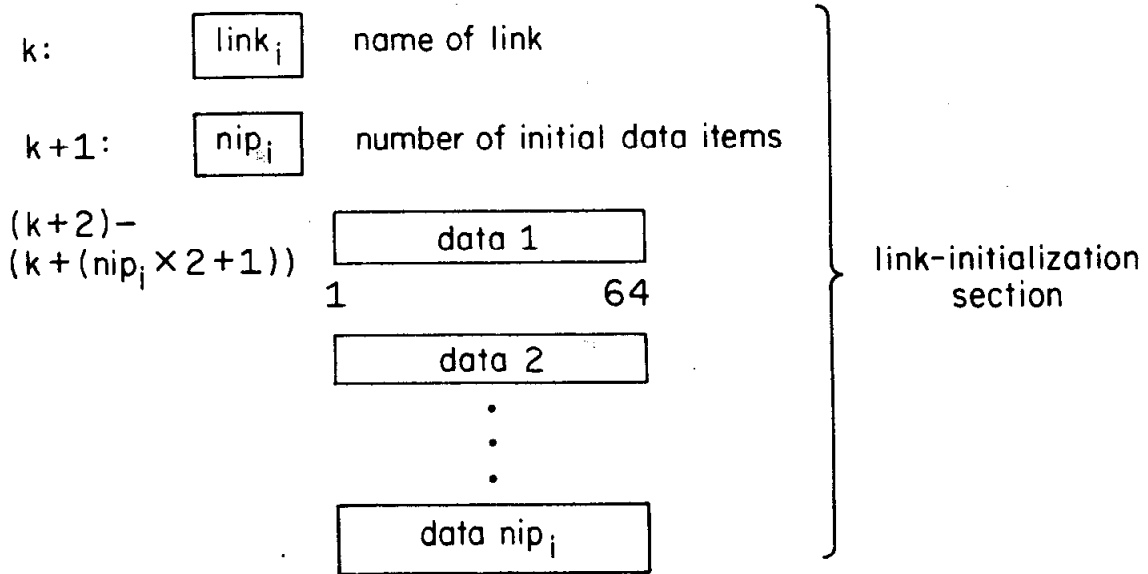 k: link_i name of link
k+1: nip_i number of initial data items
(k+2)–
(k+(nip_i×2+1))
data 1
1 64
data 2
data nip_i
link-initialization
section